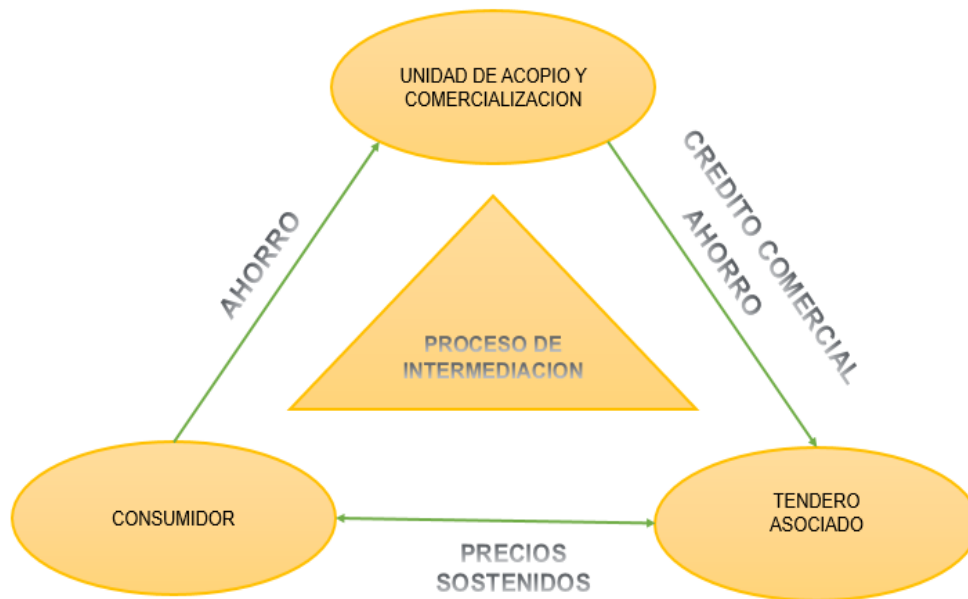 UNIDAD DE ACOPIO Y
COMERCIALIZACION
AHORRO
CREDITO COMERCIAL
AHORRO
PROCESO DE
INTERMEDIACION
CONSUMIDOR
TENDERO
ASOCIADO
PRECIOS
SOSTENIDOS